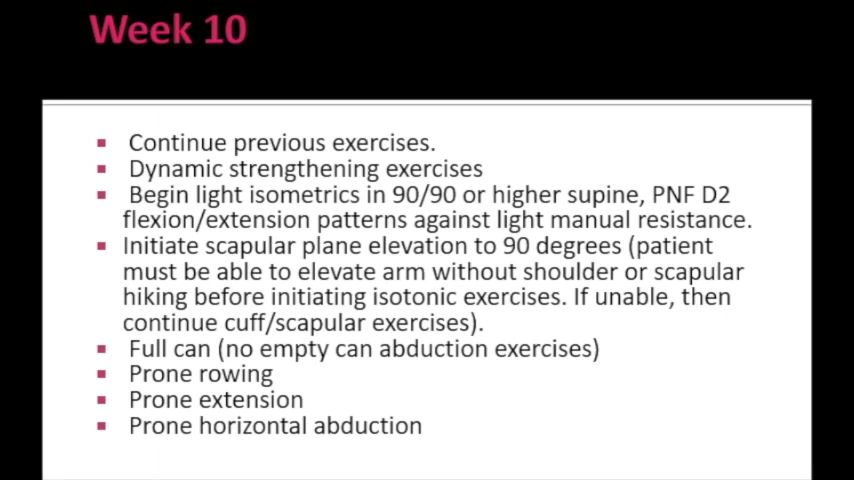 Week 10
▪ Continue previous exercises.
▪ Dynamic strengthening exercises
▪ Begin light isometrics in 90/90 or higher supine, PNF D2
flexion/extension patterns against light manual resistance.
▪ Initiate scapular plane elevation to 90 degrees (patient
must be able to elevate arm without shoulder or scapular
hiking before initiating isotonic exercises. If unable, then
continue cuff/scapular exercises).
▪ Full can (no empty can abduction exercises)
▪ Prone rowing
▪ Prone extension
▪ Prone horizontal abduction